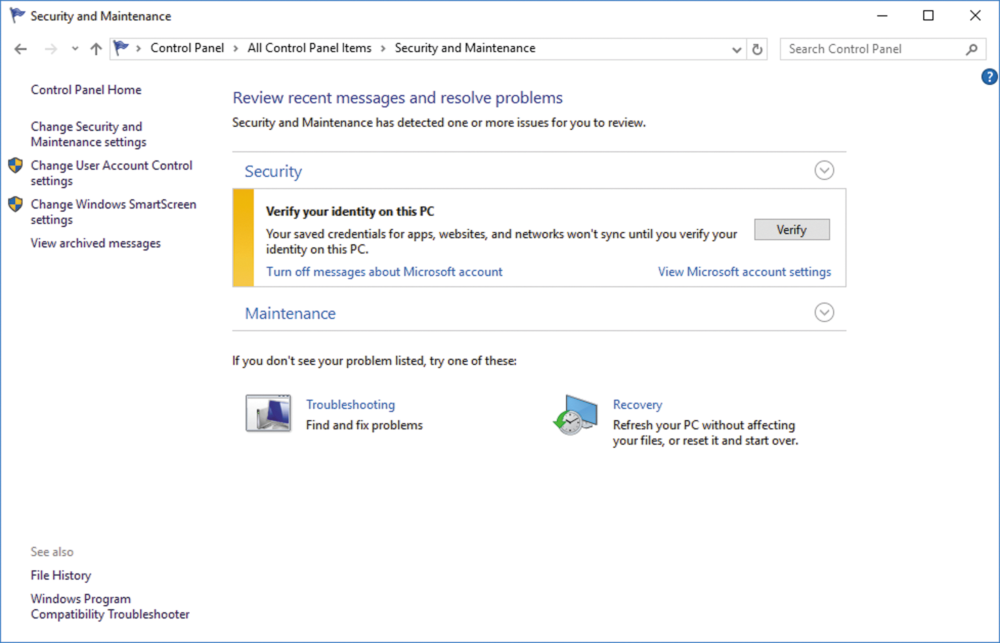 Security and Maintenance
Control Panel > All Control Panel Items > Security and Maintenance
Search Control Panel
?
Control Panel Home
Change Security and
Maintenance settings
Change User Account Control
settings
Change Windows SmartScreen
settings
View archived messages
Review recent messages and resolve problems
Security and Maintenance has detected one or more issues for you to review.
Security
Verify your identity on this PC
Your saved credentials for apps, websites, and networks won't sync until you verify your
identity on this PC.
Verify
Turn off messages about Microsoft account
View Microsoft account settings
Maintenance
If you don't see your problem listed, try one of these:
Troubleshooting
Find and fix problems
Recovery
Refresh your PC without affecting
your files, or reset it and start over.
See also
File History
Windows Program
Compatibility Troubleshooter